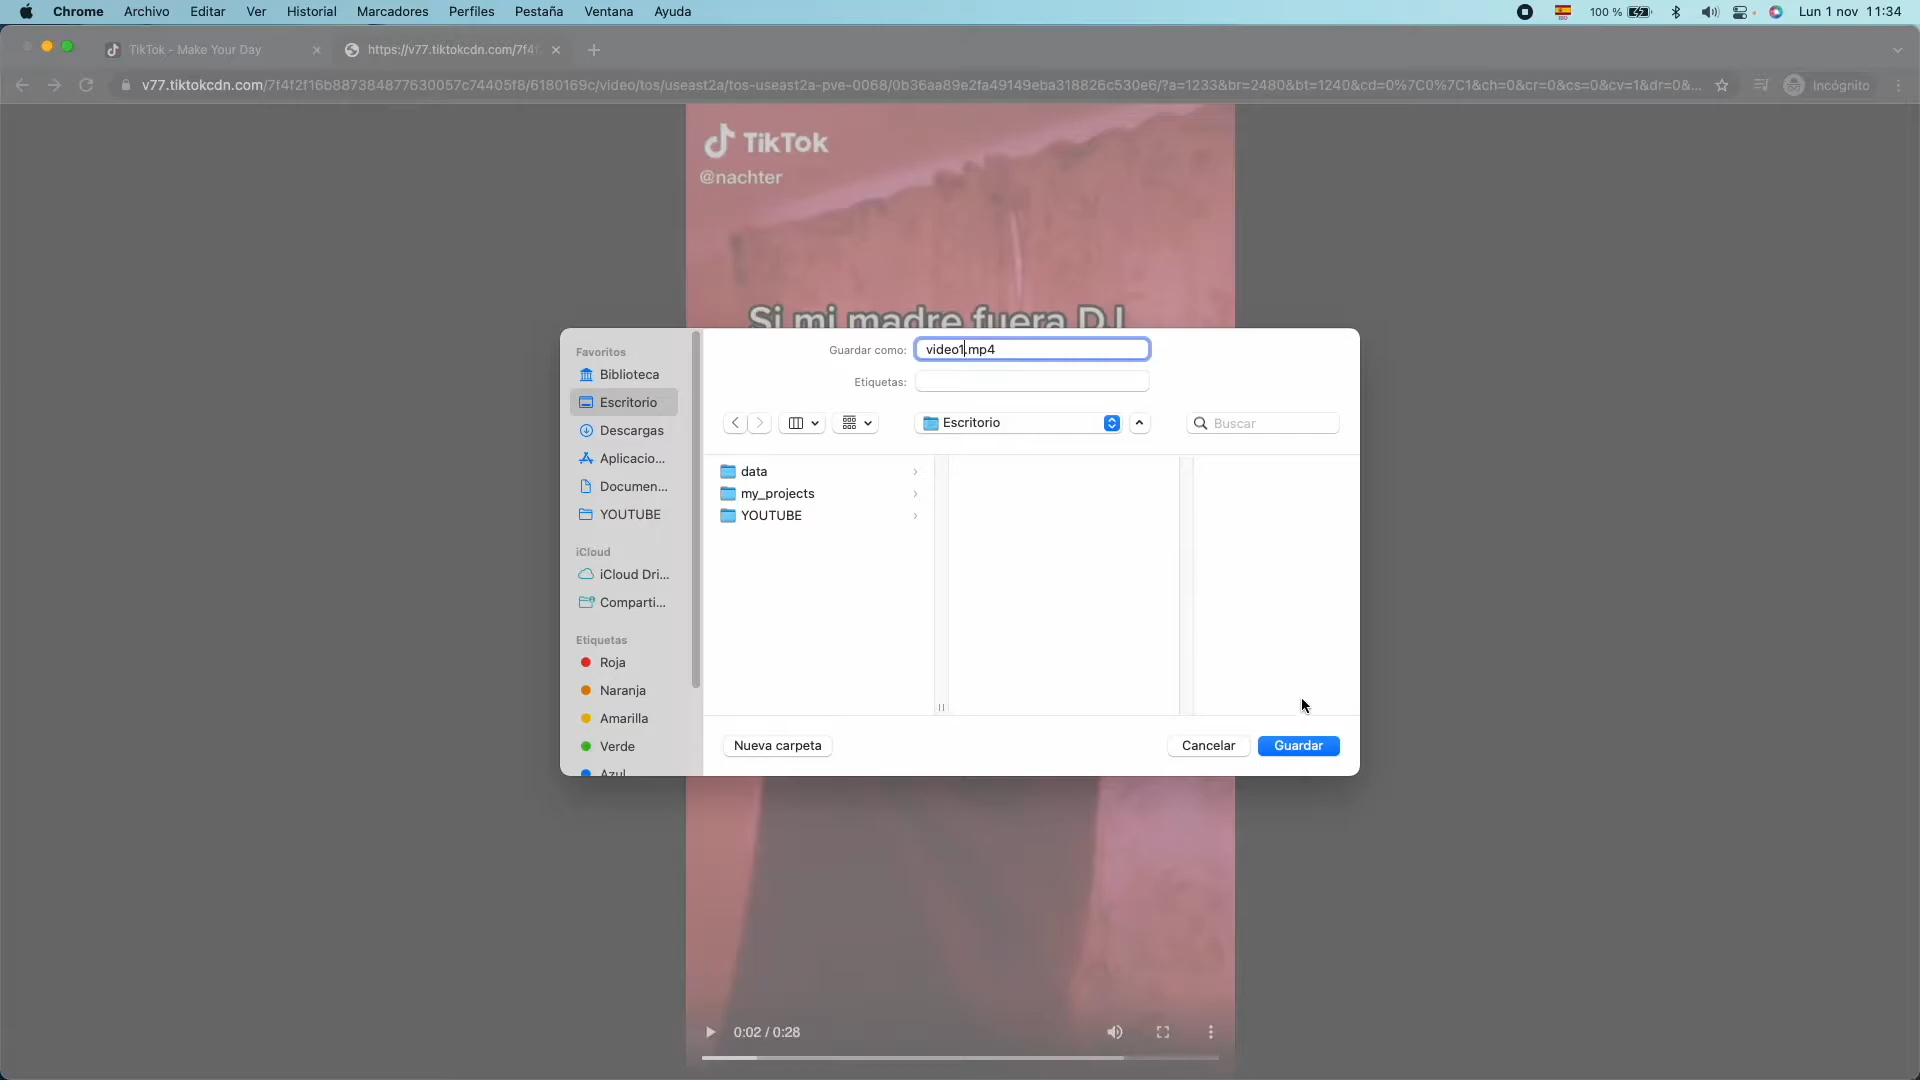 Chrome Archivo Editar Ver Historial Marcadores Perfiles Pestaña Ventana Ayuda 100 % Lun 1 nov 11:34
TikTok - Make Your Day https://v77.tiktokcdn.com/7f4f
v77.tiktokcdn.com/7f4f2f16b887384877630057c74405f8/6180169c/video/tos/useast2a/tos-useast2a-pve-0068/0b36aa89e2fa49149eba318826c530e6/?a=1233&br=2480&bt=1240&cd=0%7C0%7C1&ch=0&cr=0&cs=0&cv=1&dr=0&... Incógnito
TikTok
@nachter
Si mi madre fuera DJ
Guardar como: video1.mp4
Etiquetas:
Escritorio
Buscar
Favoritos
Biblioteca
Escritorio
Descargas
Aplicacio...
Documen...
YOUTUBE
iCloud
iCloud Dri...
Comparti...
Etiquetas
Roja
Naranja
Amarilla
Verde
Azul
data
my_projects
YOUTUBE
Nueva carpeta Cancelar Guardar
0:02 / 0:28